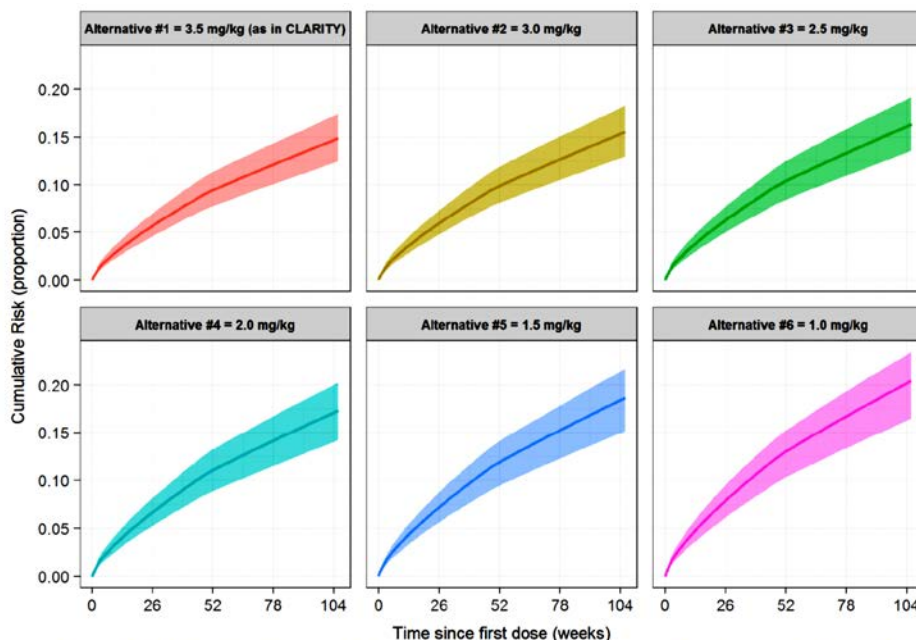 Alternative #1 = 3.5 mg/kg (as in CLARITY)
Alternative #2 = 3.0 mg/kg
Alternative #3 = 2.5 mg/kg
0.20
0.15
0.10
0.05
0.00
Alternative #4 = 2.0 mg/kg
Alternative #5 = 1.5 mg/kg
Alternative #6 = 1.0 mg/kg
0.20
0.15
0.10
0.05
0.00
Cumulative Risk (proportion)
0 26 52 78 104
0 26 52 78 104
0 26 52 78 104
Time since first dose (weeks)